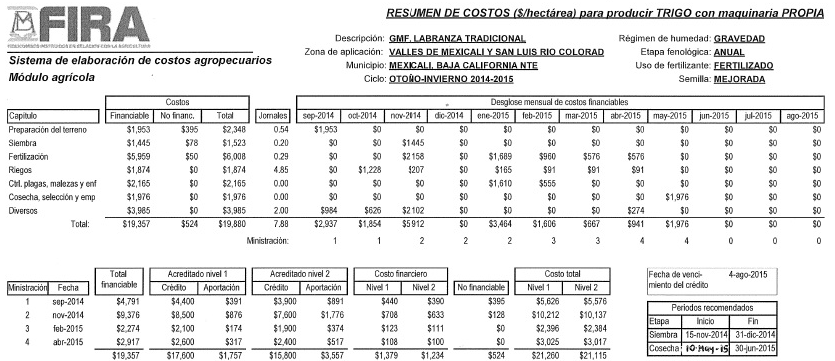 FIRA
FIDEICOMISOS INSTITUIDOS EN RELACIÓN CON LA AGRICULTURA
RESUMEN DE COSTOS ($/hectárea) para producir TRIGO con maquinaria PROPIA
Sistema de elaboración de costos agropecuarios
Módulo agrícola
Descripción: GMF. LABRANZA TRADICIONAL
Régimen de humedad: GRAVEDAD
Zona de aplicación: VALLES DE MEXICALI Y SAN LUIS RIO COLORAD
Etapa fenológica: ANUAL
Municipio: MEXICALI, BAJA CALIFORNIA NTE
Uso de fertilizante: FERTILIZADO
Ciclo: OTOÑO-INVIERNO 2014-2015
Semilla: MEJORADA
Costos Desglose mensual de costos financiables
Capítulo Financiable No financ. Total Jornales sep-2014 oct-2014 nov-2014 dic-2014 ene-2015 feb-2015 mar-2015 abr-2015 may-2015 jun-2015 jul-2015 ago-2015
Preparación del terreno $1,953 $395 $2,348 0.54 $1,953 $0 $0 $0 $0 $0 $0 $0 $0 $0 $0 $0
Siembra $1,445 $78 $1,523 0.20 $0 $0 $1445 $0 $0 $0 $0 $0 $0 $0 $0 $0
Fertilización $5,959 $50 $6,008 0.29 $0 $0 $2158 $0 $1,689 $960 $576 $576 $0 $0 $0 $0
Riegos $1,874 $0 $1,874 4.85 $0 $1,228 $207 $0 $165 $91 $91 $91 $0 $0 $0 $0
Ctrl. plagas, malezas y enf $2,165 $0 $2,165 0.00 $0 $0 $0 $0 $1,610 $555 $0 $0 $0 $0 $0 $0
Cosecha, selección y emp $1,976 $0 $1,976 0.00 $0 $0 $0 $0 $0 $0 $0 $0 $1,976 $0 $0 $0
Diversos $3,985 $0 $3,985 2.00 $984 $626 $2102 $0 $0 $0 $0 $274 $0 $0 $0 $0
Total: $19,357 $524 $19,880 7.88 $2,937 $1,854 $5912 $0 $3,464 $1,606 $667 $941 $1,976 $0 $0 $0
Ministración: 1 1 2 2 2 3 3 4 4 0 0 0
Total financiable Acreditado nivel 1 Acreditado nivel 2 Costo financiero Costo total
Ministración Fecha Crédito Aportación Crédito Aportación Nivel 1 Nivel 2 No financiable Nivel 1 Nivel 2
1 sep-2014 $4,791 $4,400 $391 $3,900 $891 $440 $390 $395 $5,626 $5,576
2 nov-2014 $9,376 $8,500 $876 $7,600 $1,776 $708 $633 $128 $10,212 $10,137
3 feb-2015 $2,274 $2,100 $174 $1,900 $374 $123 $111 $0 $2,396 $2,384
4 abr-2015 $2,917 $2,600 $317 $2,400 $517 $108 $100 $0 $3,025 $3,017
$19,357 $17,600 $1,757 $15,800 $3,557 $1,379 $1,234 $524 $21,260 $21,115
Fecha de venci- 4-ago-2015
miento del crédito
Periodos recomendados
Etapa Inicio Fin
Siembra 15-nov-2014 31-dic-2014
Cosecha 10-May-15 30-jun-2015